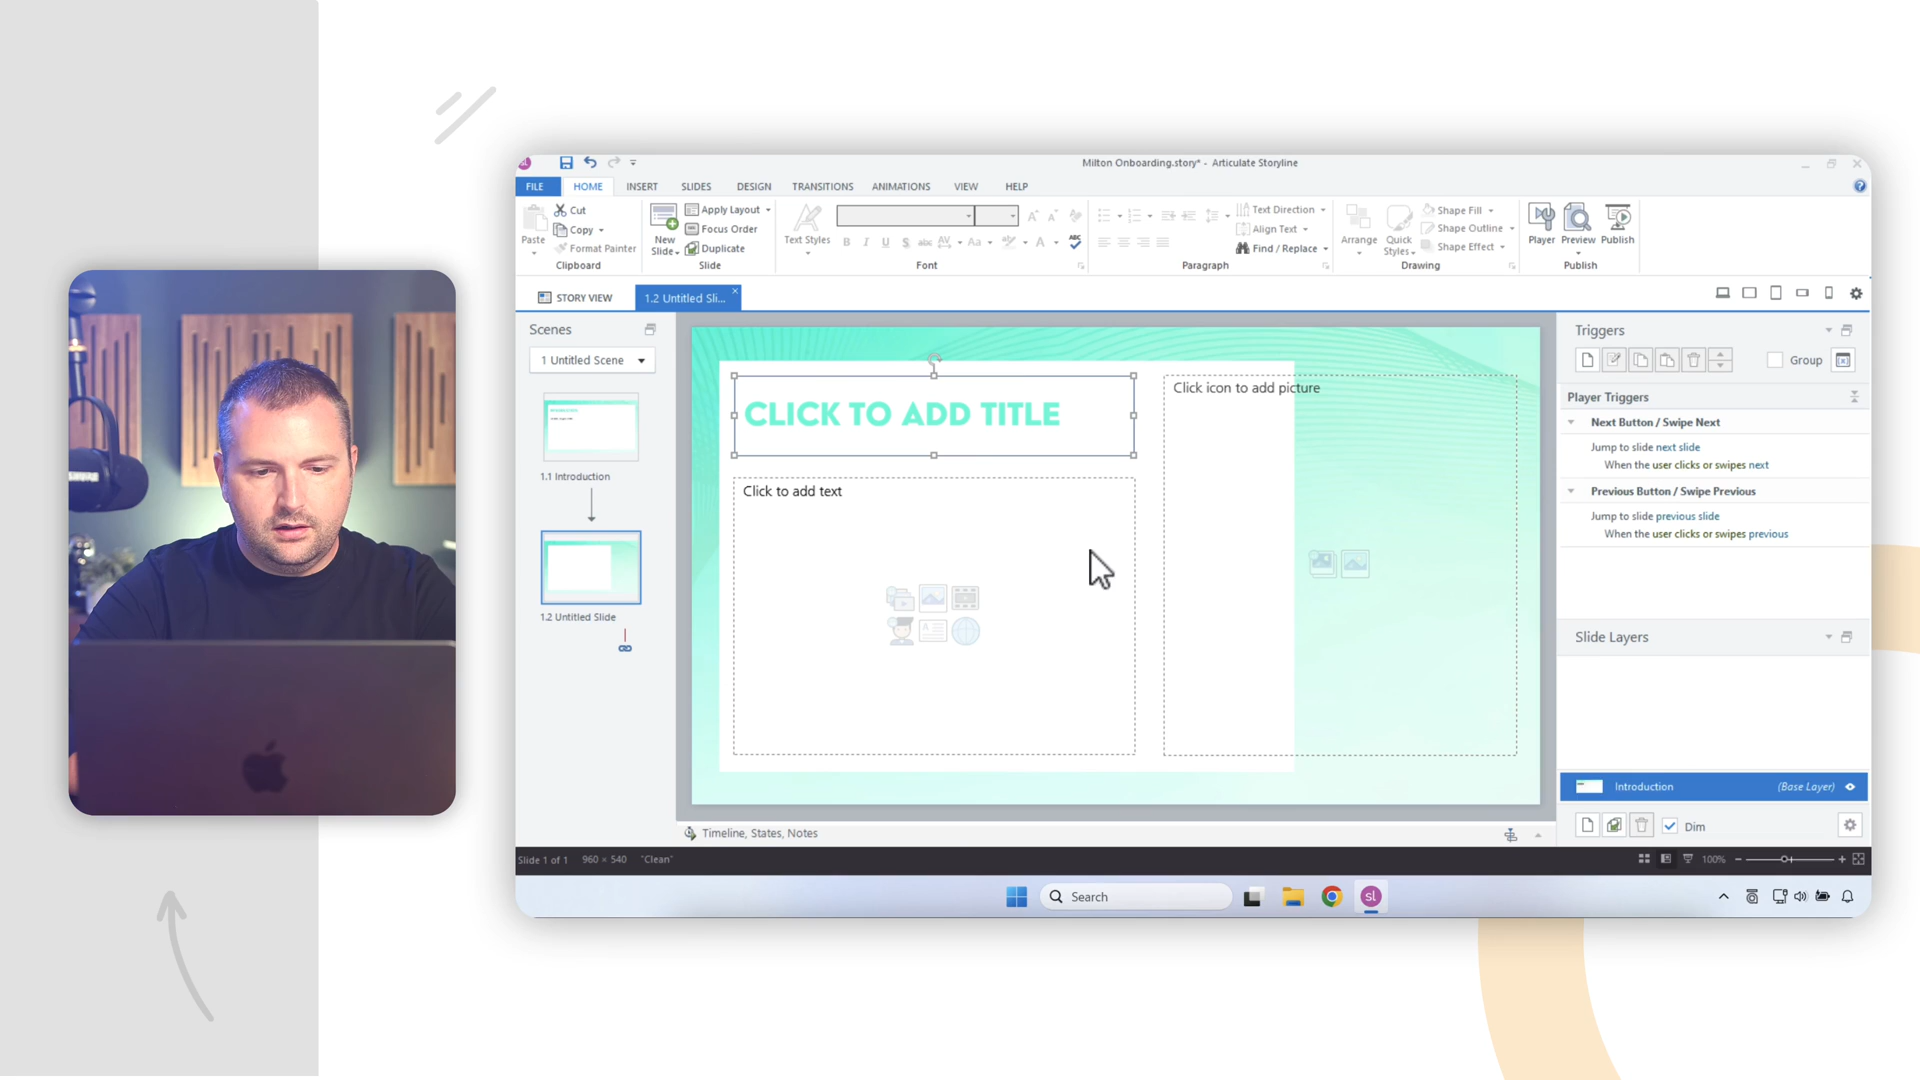 sl
Milton Onboarding.story* - Articulate Storyline
FILE HOME INSERT SLIDES DESIGN TRANSITIONS ANIMATIONS VIEW HELP
Paste
Cut
Copy
Format Painter
Clipboard
New Slide
Apply Layout
Focus Order
Duplicate
Slide
Text Styles
B I U S abc AV Aa A ABC
Font
Text Direction
Align Text
Find / Replace
Paragraph
Arrange
Quick Styles
Shape Fill
Shape Outline
Shape Effect
Drawing
Player
Preview
Publish
Publish
STORY VIEW
1.2 Untitled Sli...
Scenes
1 Untitled Scene
1.1 Introduction
1.2 Untitled Slide
CLICK TO ADD TITLE
Click to add text
Click icon to add picture
Timeline, States, Notes
Triggers
Group
Player Triggers
Next Button / Swipe Next
Jump to slide next slide
When the user clicks or swipes next
Previous Button / Swipe Previous
Jump to slide previous slide
When the user clicks or swipes previous
Slide Layers
Introduction (Base Layer)
Dim
Slide 1 of 1 960 × 540 "Clean"
100%
Search
sl